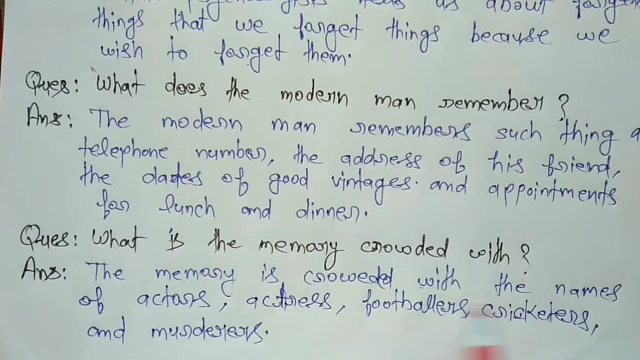 us about
things that we forget things because we
wish to forget them.
Ques: What does the modern man remember?
Ans: The modern man remembers such thing a
telephone number, the address of his friend,
the dates of good vintages. and appointments
for lunch and dinner.
Ques: What is the memory crowded with?
Ans: The memory is croweded with the names
of actors, actress, footballers, cricketers,
and murderers.